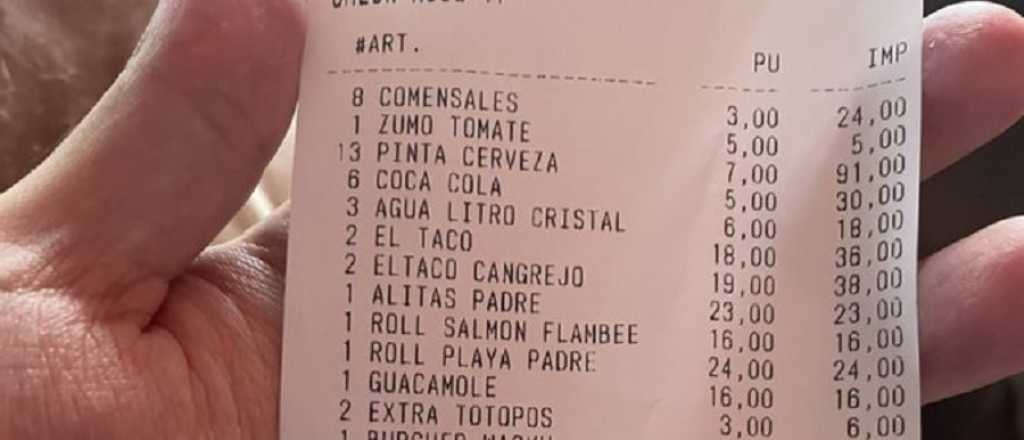 #ART. PU IMP
8 COMENSALES 3,00 24,00
1 ZUMO TOMATE 5,00 5,00
13 PINTA CERVEZA 7,00 91,00
6 COCA COLA 5,00 30,00
3 AGUA LITRO CRISTAL 6,00 18,00
2 EL TACO 18,00 36,00
2 ELTACO CANGREJO 19,00 38,00
1 ALITAS PADRE 23,00 23,00
1 ROLL SALMON FLAMBEE 16,00 16,00
1 ROLL PLAYA PADRE 24,00 24,00
1 GUACAMOLE 16,00 16,00
2 EXTRA TOTOPOS 3,00 6,00